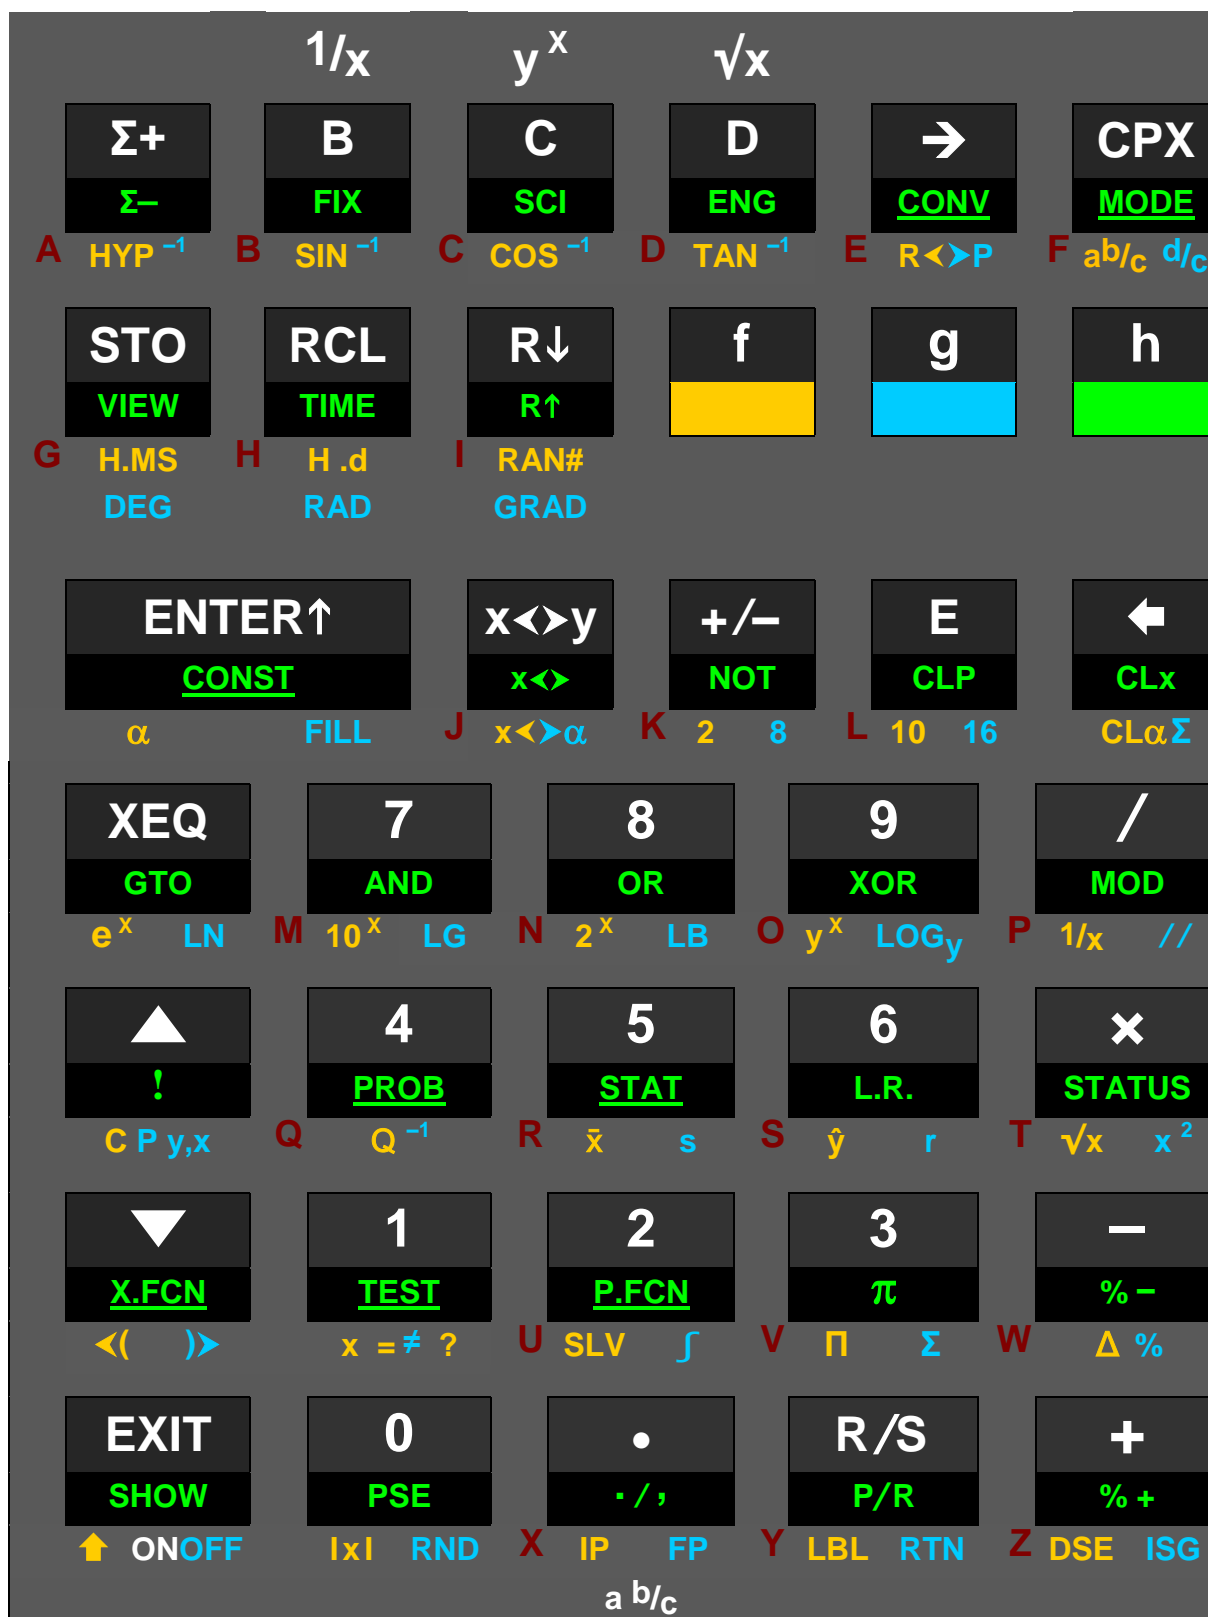 1/x y x √x
Σ+ B C D ➔ CPX
Σ– FIX SCI ENG CONV MODE
A HYP –1 B SIN –1 C COS –1 D TAN –1 E R<>P F ab/c d/c
STO RCL R↓ f g h
VIEW TIME R↑
G H.MS H H .d I RAN#
DEG RAD GRAD
ENTER↑ x<>y +/– E 🡄
CONST x<> NOT CLP CLx
α FILL J x<>α K 2 8 L 10 16 CLα Σ
XEQ 7 8 9 /
GTO AND OR XOR MOD
e x LN M 10 x LG N 2 x LB O y x LOGy P 1/x //
▲ 4 5 6 ×
! PROB STAT L.R. STATUS
C P y,x Q Q –1 R x̄ s S ŷ r T √x x 2
▼ 1 2 3 –
X.FCN TEST P.FCN π % –
<( )> x = ≠ ? U SLV ∫ V Π Σ W Δ %
EXIT 0 • R/S +
SHOW PSE ·/, P/R % +
🡅 ON OFF IxI RND X IP FP Y LBL RTN Z DSE ISG
a b/c